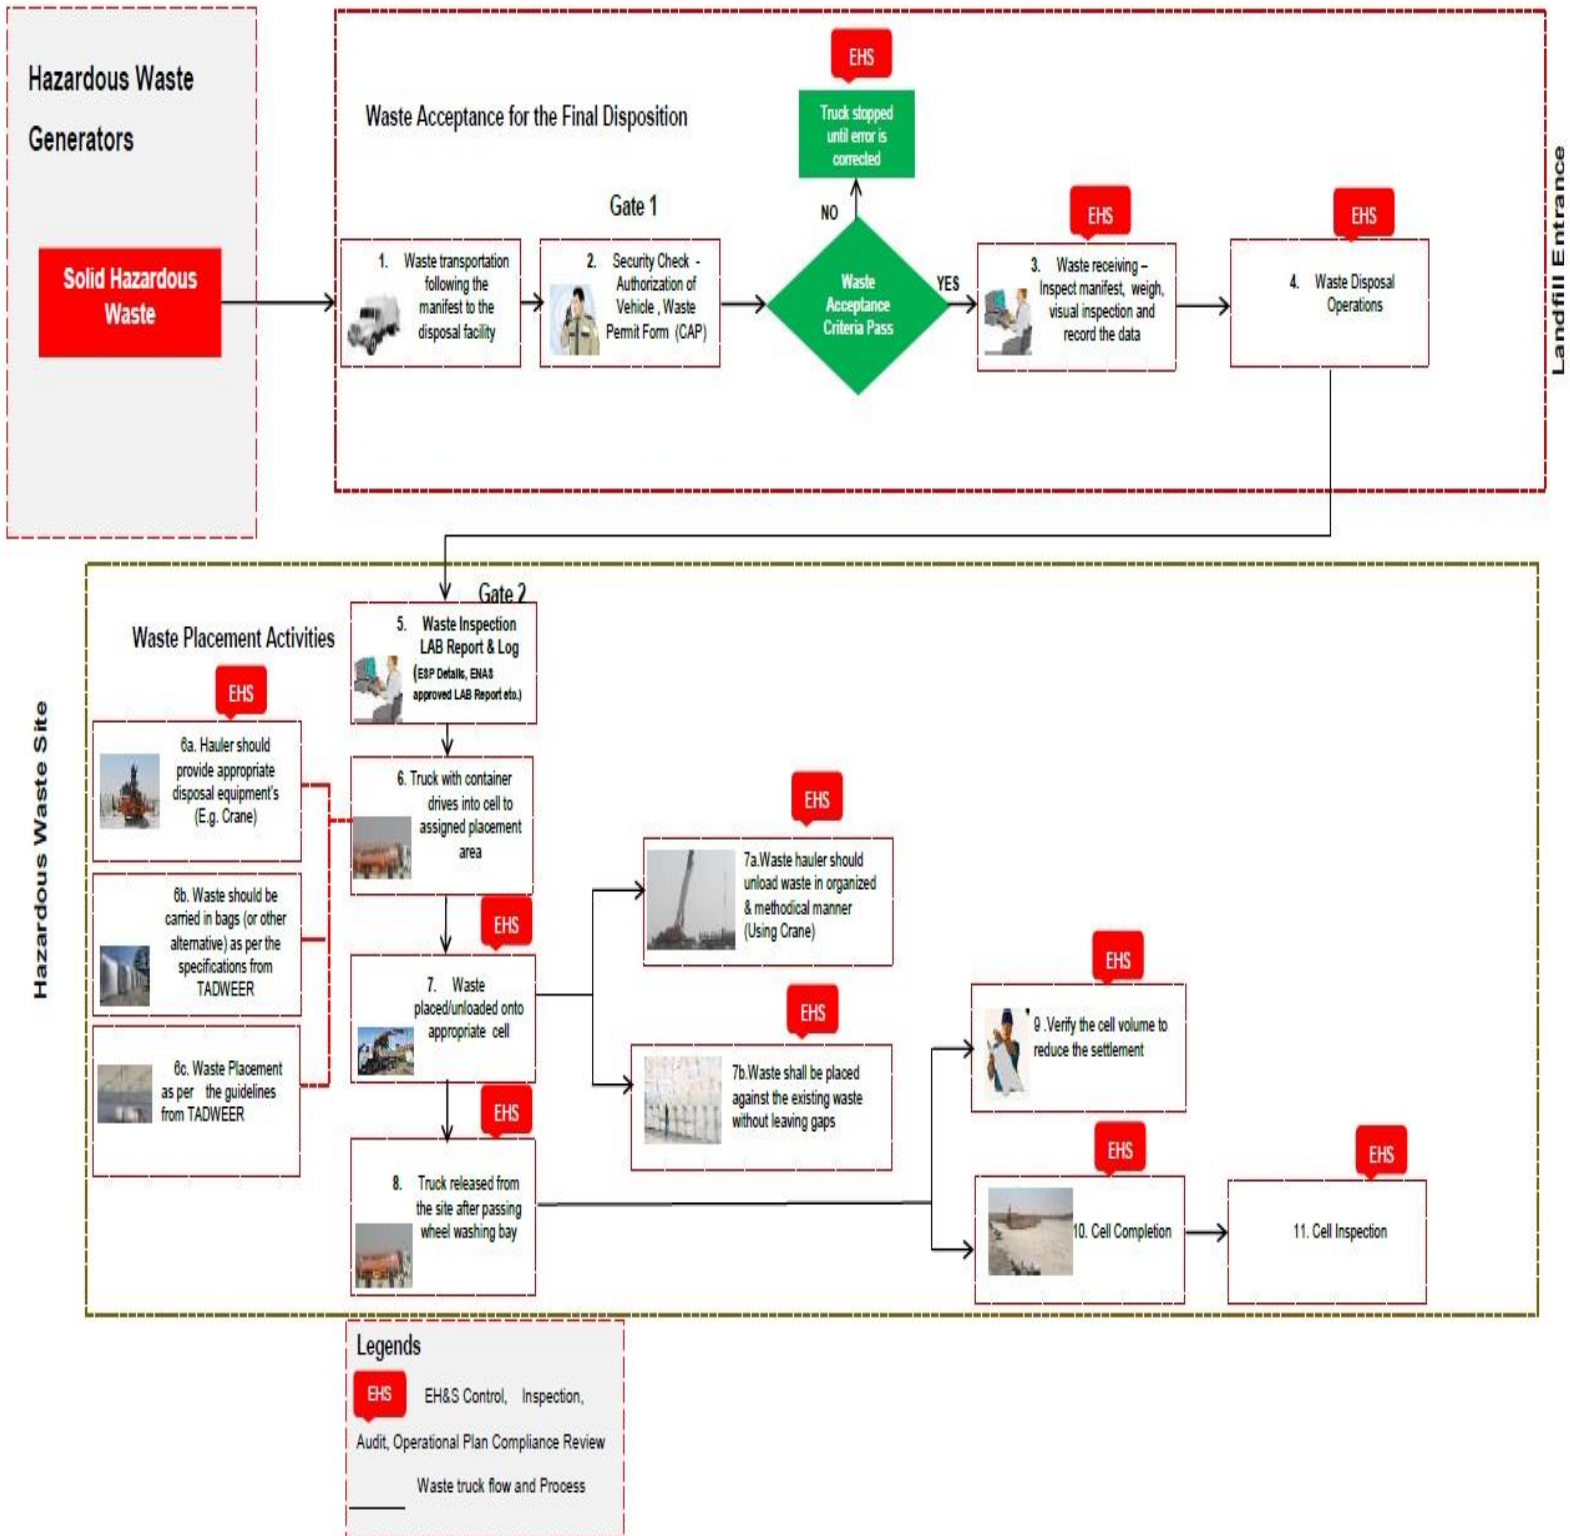 Hazardous Waste
Generators
Solid Hazardous
Waste
Waste Acceptance for the Final Disposition
EHS
Truck stopped
until error is
corrected
Gate 1
NO
1. Waste transportation
following the
manifest to the
disposal facility
2. Security Check -
Authorization of
Vehicle , Waste
Permit Form (CAP)
Waste
Acceptance
Criteria Pass
YES
EHS
3. Waste receiving –
Inspect manifest, weigh,
visual inspection and
record the data
EHS
4. Waste Disposal
Operations
Landfill Entrance
Hazardous Waste Site
Waste Placement Activities
Gate 2
5. Waste Inspection
LAB Report & Log
(ESP Details, ENAS
approved LAB Report etc.)
EHS
6a. Hauler should
provide appropriate
disposal equipment's
(E.g. Crane)
6b. Waste should be
carried in bags (or other
alternative) as per the
specifications from
TADWEER
6c. Waste Placement
as per the guidelines
from TADWEER
6. Truck with container
drives into cell to
assigned placement
area
EHS
7. Waste
placed/unloaded onto
appropriate cell
EHS
7a.Waste hauler should
unload waste in organized
& methodical manner
(Using Crane)
EHS
7b.Waste shall be placed
against the existing waste
without leaving gaps
EHS
8. Truck released from
the site after passing
wheel washing bay
EHS
9 .Verify the cell volume to
reduce the settlement
EHS
10. Cell Completion
EHS
11. Cell Inspection
Legends
EHS
EH&S Control, Inspection,
Audit, Operational Plan Compliance Review
Waste truck flow and Process